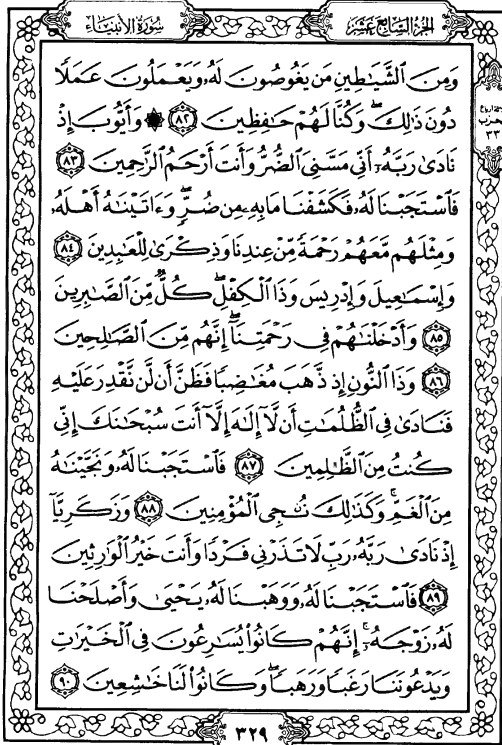 الجزء السابع عشر
سورة الأنبياء
وَمِنَ ٱلشَّيَٰطِينِ مَن يَغُوصُونَ لَهُۥ وَيَعْمَلُونَ عَمَلًا
دُونَ ذَٰلِكَۖ وَكُنَّا لَهُمْ حَٰفِظِينَ ٨٢ ۞ وَأَيُّوبَ إِذْ
نَادَىٰ رَبَّهُۥٓ أَنِّي مَسَّنِيَ ٱلضُّرُّ وَأَنتَ أَرْحَمُ ٱلرَّٰحِمِينَ ٨٣
فَٱسْتَجَبْنَا لَهُۥ فَكَشَفْنَا مَا بِهِۦ مِن ضُرٍّۖ وَءَاتَيْنَٰهُ أَهْلَهُۥ
وَمِثْلَهُم مَّعَهُمْ رَحْمَةً مِّنْ عِندِنَا وَذِكْرَىٰ لِلْعَٰبِدِينَ ٨٤
وَإِسْمَٰعِيلَ وَإِدْرِيسَ وَذَا ٱلْكِفْلِۖ كُلٌّ مِّنَ ٱلصَّٰبِرِينَ
٨٥ وَأَدْخَلْنَٰهُمْ فِي رَحْمَتِنَآۖ إِنَّهُم مِّنَ ٱلصَّٰلِحِينَ
٨٦ وَذَا ٱلنُّونِ إِذ ذَّهَبَ مُغَٰضِبًا فَظَنَّ أَن لَّن نَّقْدِرَ عَلَيْهِ
فَنَادَىٰ فِي ٱلظُّلُمَٰتِ أَن لَّآ إِلَٰهَ إِلَّآ أَنتَ سُبْحَٰنَكَ إِنِّي
كُنتُ مِنَ ٱلظَّٰلِمِينَ ٨٧ فَٱسْتَجَبْنَا لَهُۥ وَنَجَّيْنَٰهُ
مِنَ ٱلْغَمِّۚ وَكَذَٰلِكَ نُۨجِي ٱلْمُؤْمِنِينَ ٨٨ وَزَكَرِيَّآ
إِذْ نَادَىٰ رَبَّهُۥ رَبِّ لَا تَذَرْنِي فَرْدًا وَأَنتَ خَيْرُ ٱلْوَٰرِثِينَ
٨٩ فَٱسْتَجَبْنَا لَهُۥ وَوَهَبْنَا لَهُۥ يَحْيَىٰ وَأَصْلَحْنَا
لَهُۥ زَوْجَهُۥٓۚ إِنَّهُمْ كَانُوا۟ يُسَٰرِعُونَ فِي ٱلْخَيْرَٰتِ
وَيَدْعُونَنَا رَغَبًا وَرَهَبًاۖ وَكَانُوا۟ لَنَا خَٰشِعِينَ ٩٠
٣٢٩